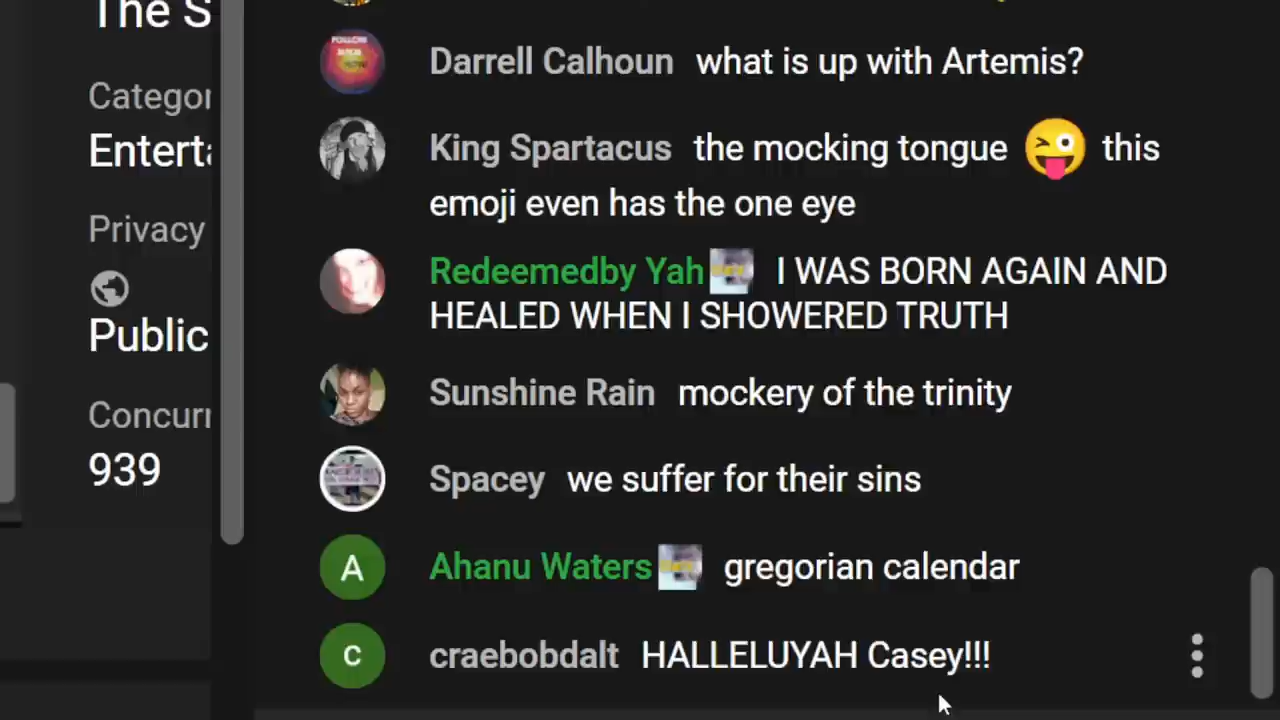 The S
Categor
Enterta
Privacy
Public
Concurr
939
Darrell Calhoun what is up with Artemis?
King Spartacus the mocking tongue 😜 this
emoji even has the one eye
Redeemedby Yah I WAS BORN AGAIN AND
HEALED WHEN I SHOWERED TRUTH
Sunshine Rain mockery of the trinity
Spacey we suffer for their sins
A Ahanu Waters gregorian calendar
C craebobdalt HALLELUYAH Casey!!!